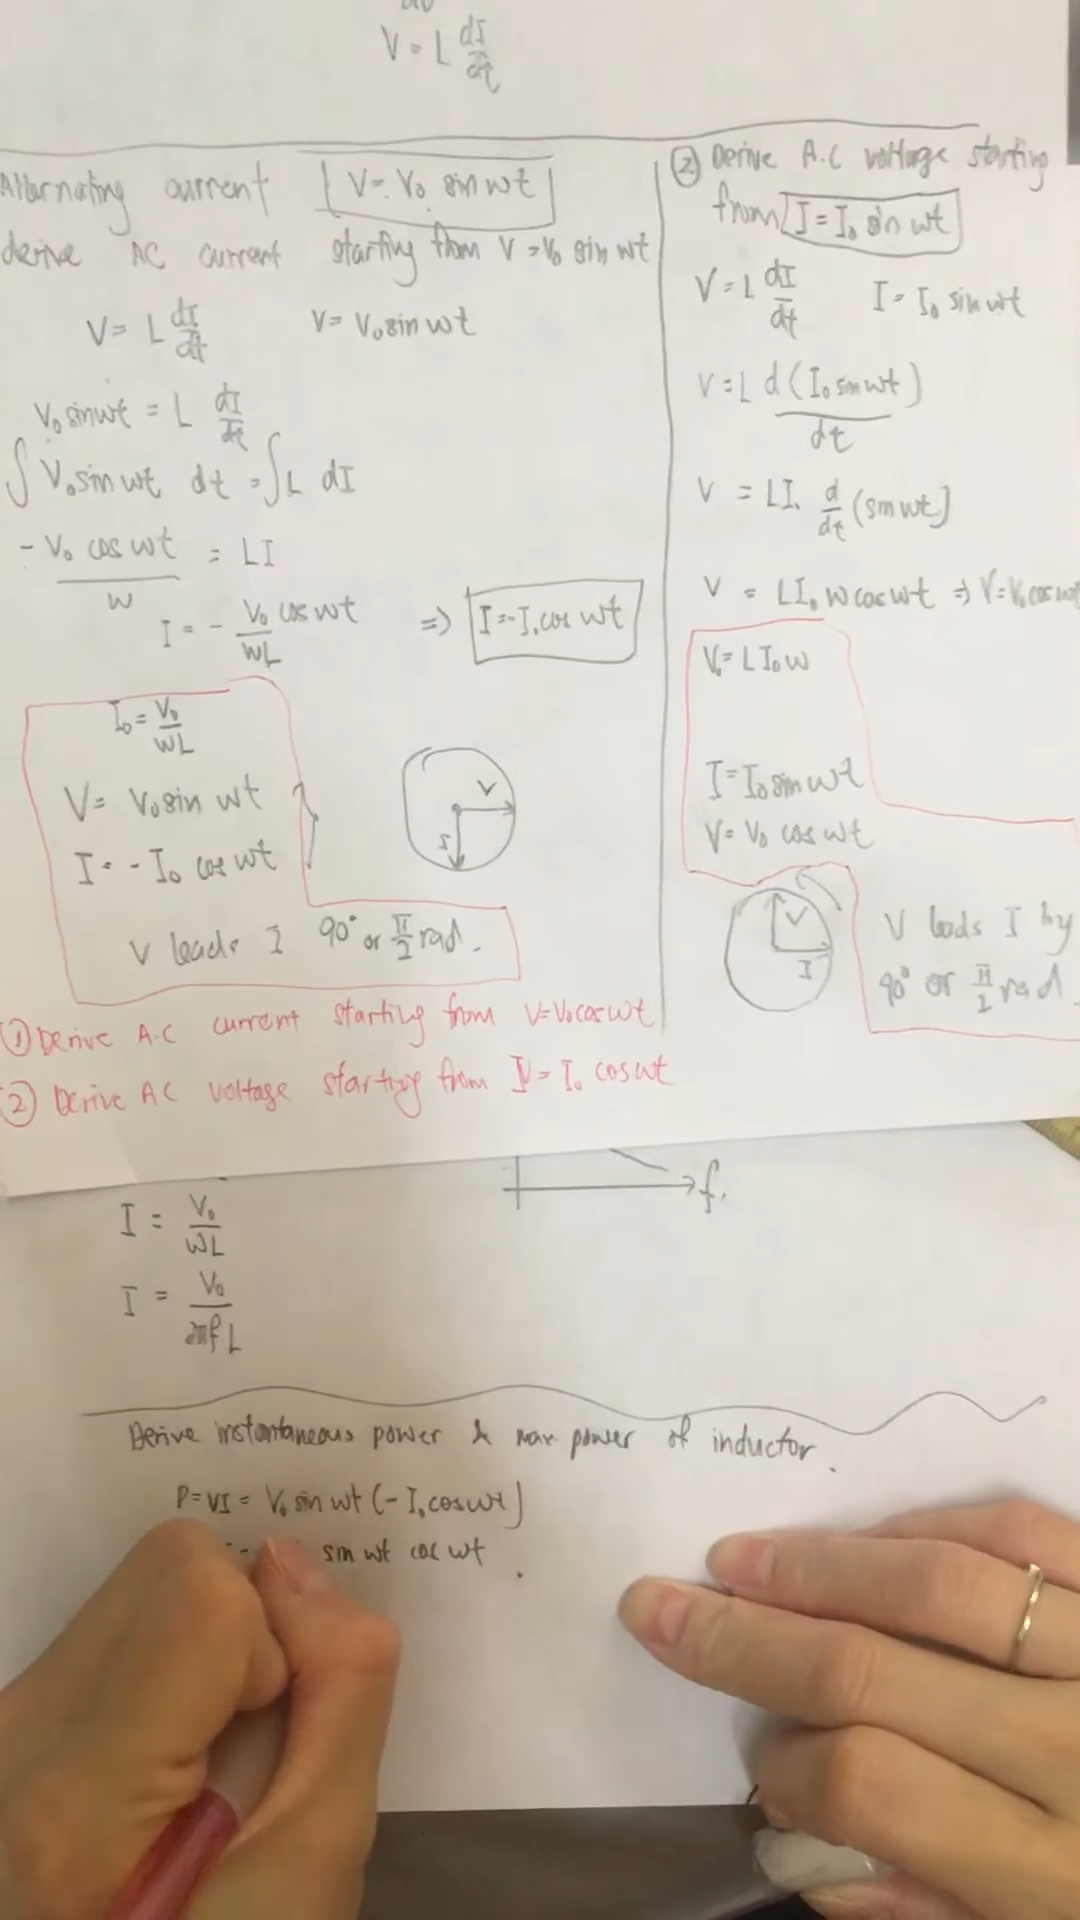 V = L dI/dt
Alternating current V = V₀ sin wt
derive AC current starting from V = V₀ sin wt
V = L dI/dt V = V₀ sin wt
V₀ sin wt = L dI/dt
∫ V₀ sin wt dt = ∫ L dI
- V₀ cos wt / w = LI
I = - V₀ cos wt / WL => I = - I₀ cos wt
I₀ = V₀/WL
V = V₀ sin wt
I = - I₀ cos wt
V
I
V leads I 90° or π/2 rad.
① Derive A.C current starting from V = V₀ cos wt
② Derive AC voltage starting from I = I₀ cos wt
② Derive A.C voltage starting
from I = I₀ sin wt
V = L dI/dt I = I₀ sin wt
V = L d(I₀ sin wt)/dt
V = LI₀ d/dt (sin wt)
V = LI₀ w cos wt => V = V₀ cos wt
V₀ = L I₀ w
I = I₀ sin wt
V = V₀ cos wt
V
I
V leads I by
90° or π/2 rad.
f.
I = V₀/WL
I = V₀/2πfL
Derive instantaneous power & max power of inductor.
P = VI = V₀ sin wt (- I₀ cos wt)
sin wt cos wt